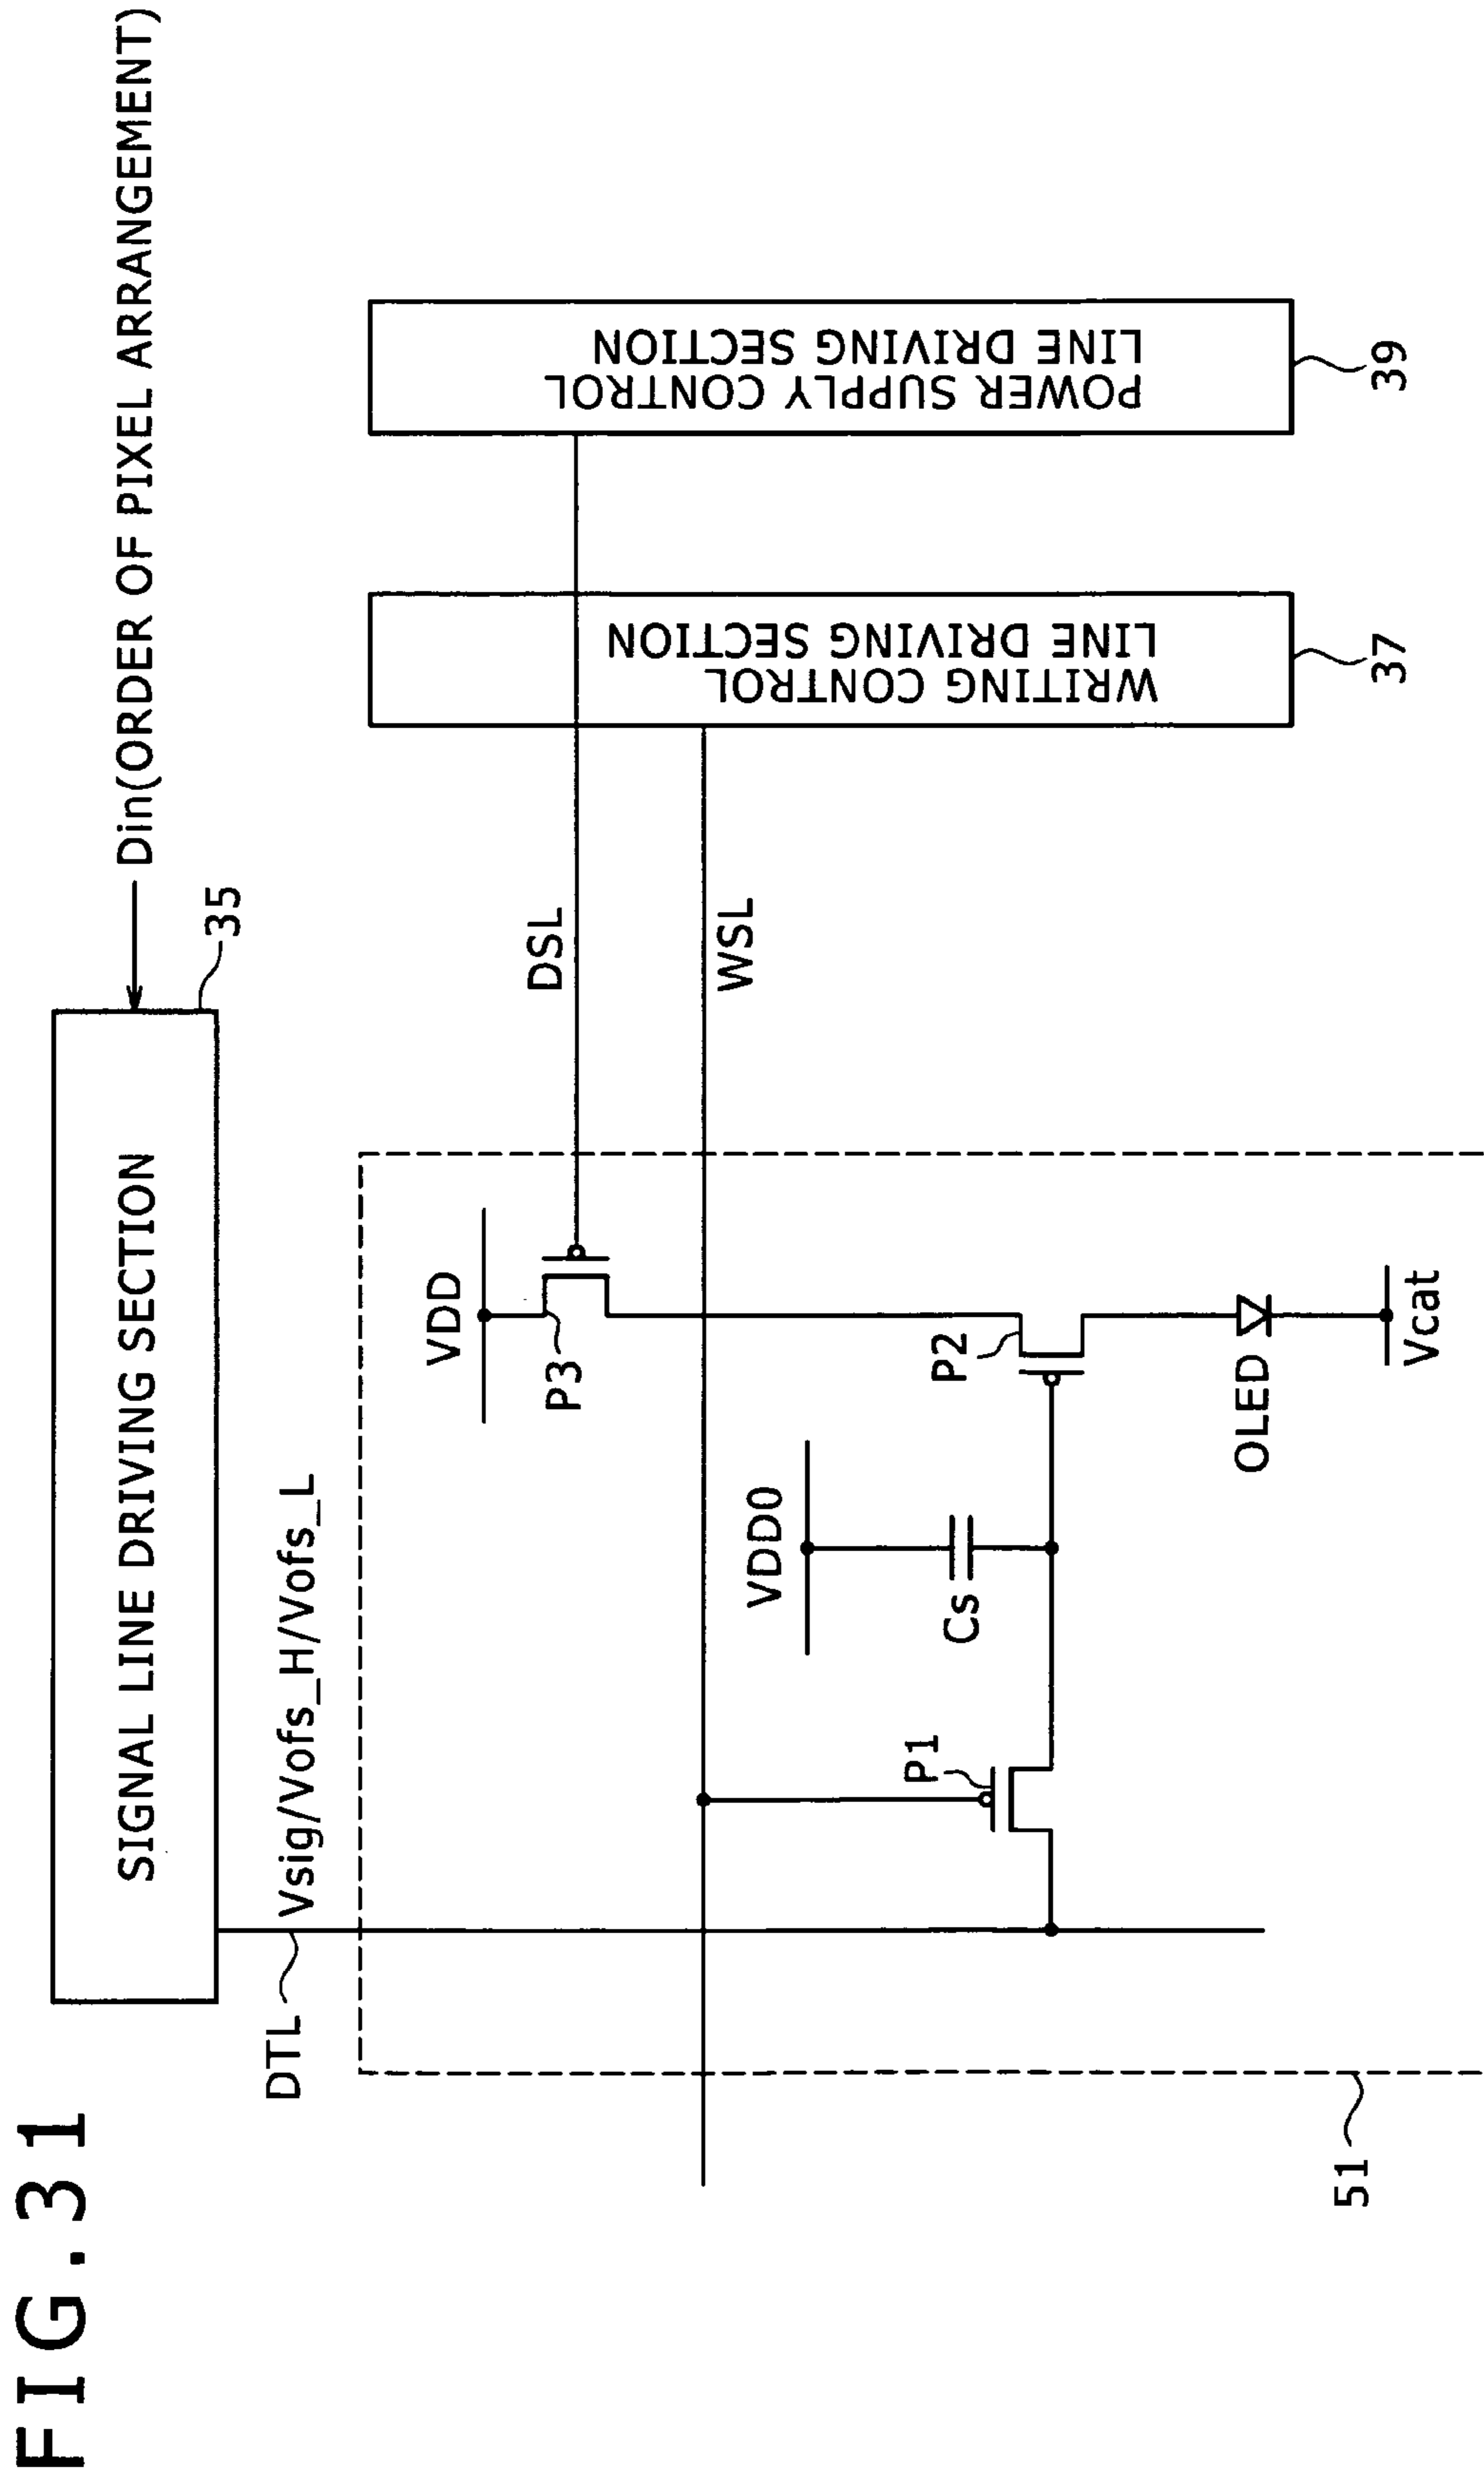 FIG.31
SIGNAL LINE DRIVING SECTION
Din(ORDER OF PIXEL ARRANGEMENT)
35
DTL
Vsig/Vofs_H/Vofs_L
VDD
DSL
P3
WSL
VDD0
P1
Cs
P2
OLED
Vcat
51
WRITING CONTROL
LINE DRIVING SECTION
37
POWER SUPPLY CONTROL
LINE DRIVING SECTION
39